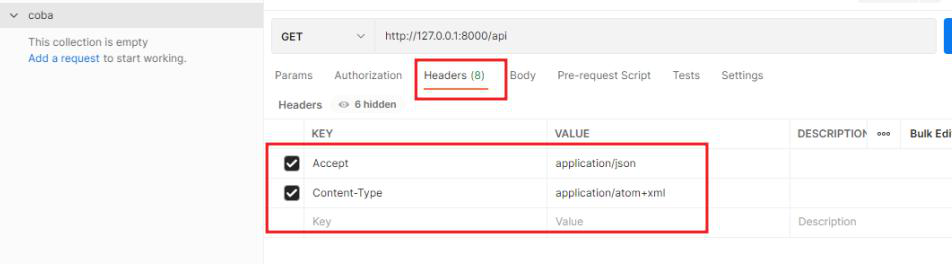 coba
This collection is empty
Add a request to start working.
GET
http://127.0.0.1:8000/api
Params Authorization Headers (8) Body Pre-request Script Tests Settings
Headers 6 hidden
KEY VALUE DESCRIPTION ooo Bulk Edi
Accept application/json
Content-Type application/atom+xml
Key Value Description